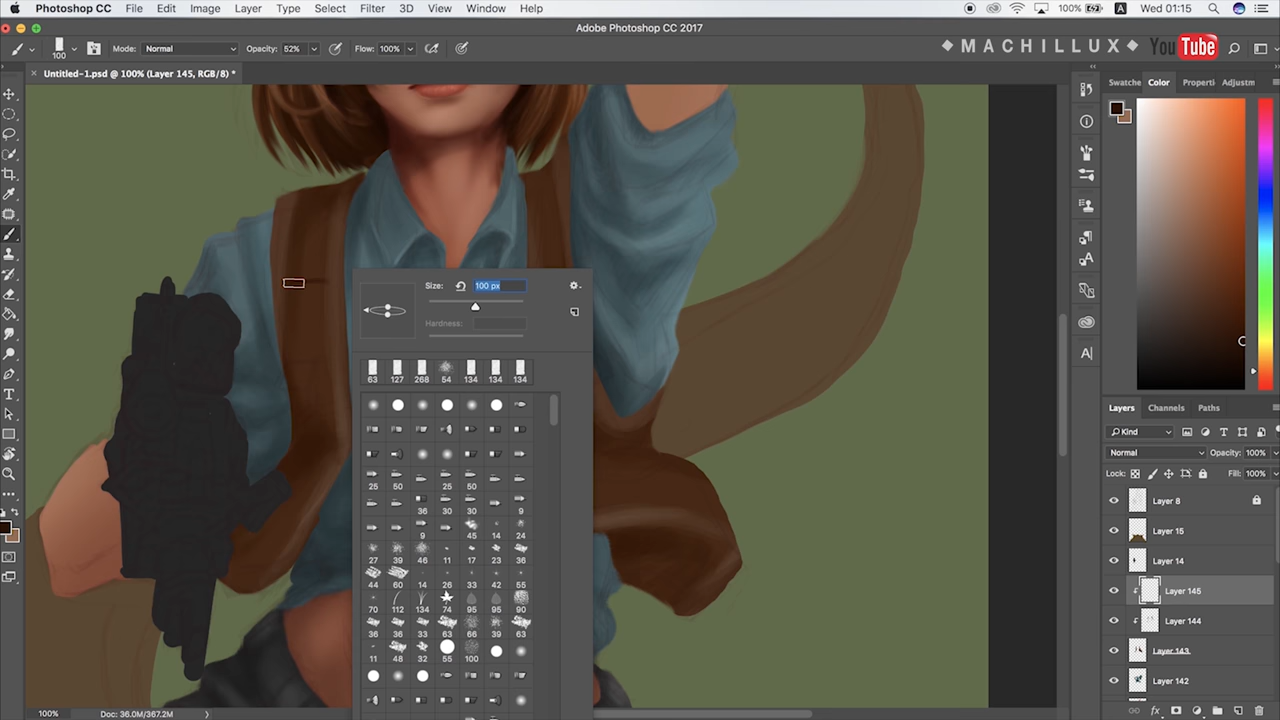 Photoshop CC File Edit Image Layer Type Select Filter 3D View Window Help 100% A Wed 01:15
Adobe Photoshop CC 2017
100 Mode: Normal Opacity: 52% Flow: 100% MACHILLUX YouTube
Untitled-1.psd @ 100% (Layer 145, RGB/8) *
Swatche Color Properti Adjustm
Size: 100 px
Hardness:
63 127 268 54 134 134 134
25 50 25 50
36 30 30 9
9 45 14 24
27 39 46 11 17 23 36
44 60 14 26 33 42 55
70 112 134 74 95 95 90
36 36 33 63 66 39 63
11 48 32 55 100
Layers Channels Paths
Kind
Normal Opacity: 100%
Lock: Fill: 100%
Layer 8
Layer 15
Layer 14
Layer 145
Layer 144
Layer 143
Layer 142
fx
100% Doc: 36.0M/367.2M